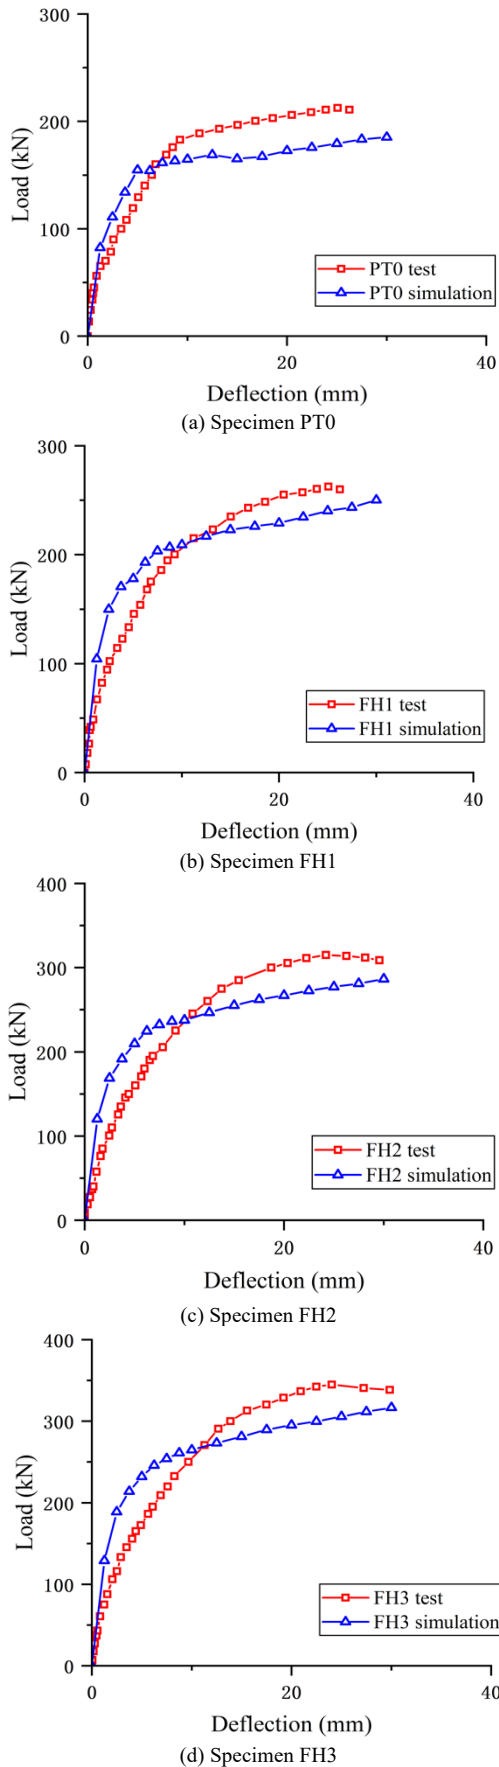 300
200
100
0
Load (kN)
PT0 test
PT0 simulation
0
20
40
Deflection (mm)
(a) Specimen PT0
300
200
100
0
Load (kN)
FH1 test
FH1 simulation
0
20
40
Deflection (mm)
(b) Specimen FH1
400
300
200
100
0
Load (kN)
FH2 test
FH2 simulation
0
20
40
Deflection (mm)
(c) Specimen FH2
400
300
200
100
0
Load (kN)
FH3 test
FH3 simulation
0
20
40
Deflection (mm)
(d) Specimen FH3